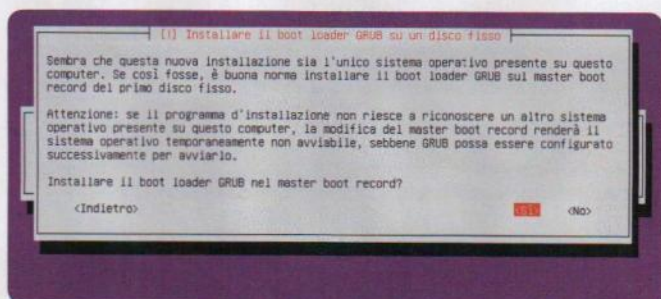 [!] Installare il boot loader GRUB su un disco fisso
Sembra che questa nuova installazione sia l'unico sistema operativo presente su questo
computer. Se così fosse, è buona norma installare il boot loader GRUB sul master boot
record del primo disco fisso.
Attenzione: se il programma d'installazione non riesce a riconoscere un altro sistema
operativo presente su questo computer, la modifica del master boot record renderà il
sistema operativo temporaneamente non avviabile, sebbene GRUB possa essere configurato
successivamente per avviarlo.
Installare il boot loader GRUB nel master boot record?
<Indietro> <Sì> <No>